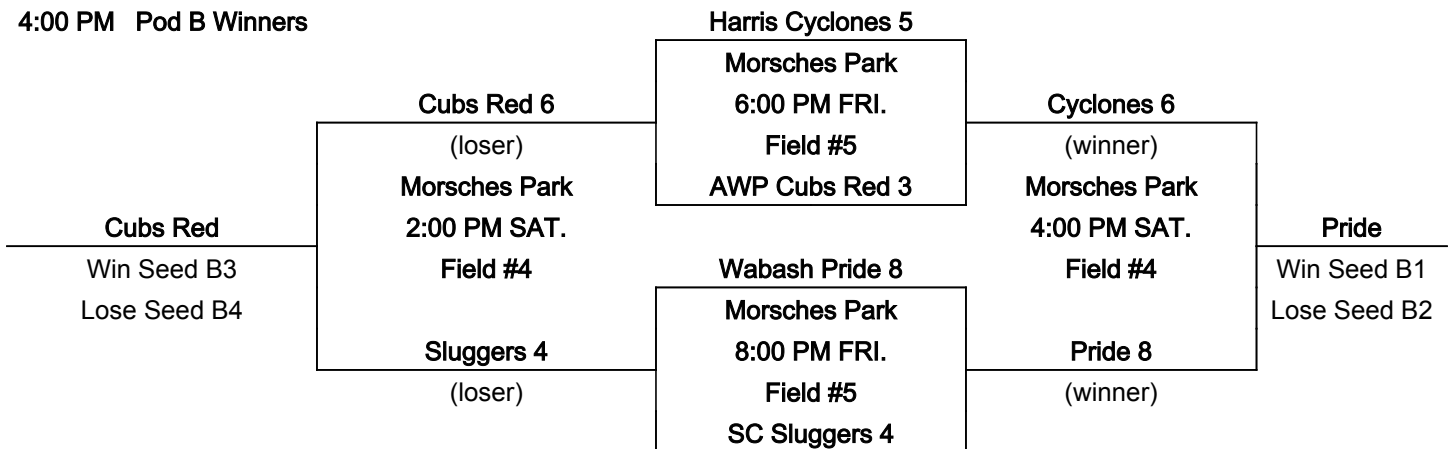 4:00 PM   Pod B Winners
Harris Cyclones 5
Morsches Park
Cubs Red 6
6:00 PM FRI.
Cyclones 6
(loser)
Field #5
(winner)
Morsches Park
AWP Cubs Red 3
Morsches Park
Cubs Red
2:00 PM SAT.
4:00 PM SAT.
Pride
Win Seed B3
Field #4
Wabash Pride 8
Field #4
Win Seed B1
Lose Seed B4
Morsches Park
Lose Seed B2
Sluggers 4
8:00 PM FRI.
Pride 8
(loser)
Field #5
(winner)
SC Sluggers 4